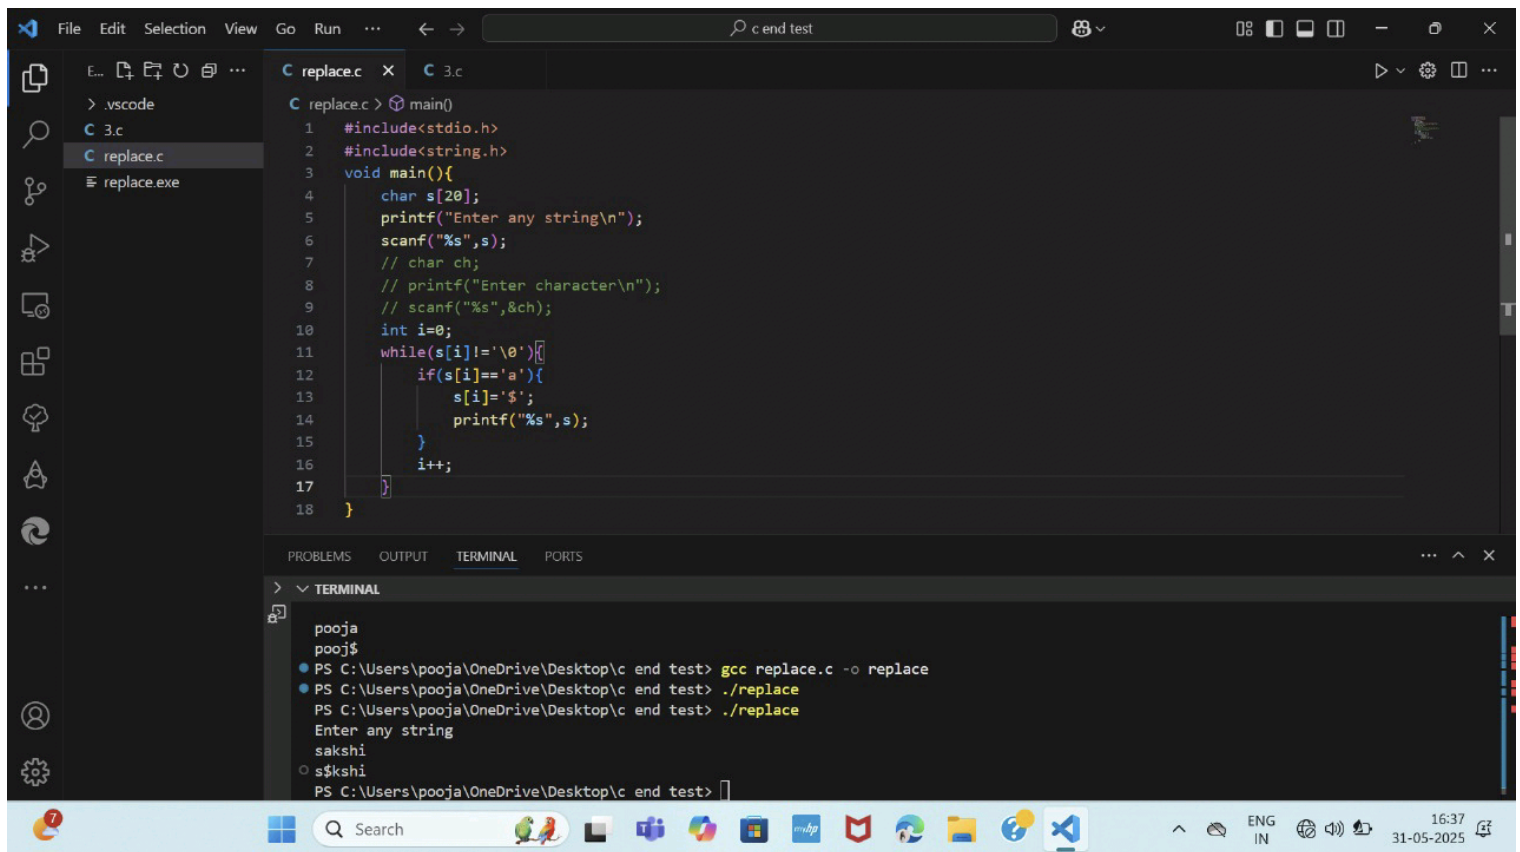 File Edit Selection View Go Run ... c end test
E...
replace.c 3.c
.vscode
3.c
replace.c
replace.exe
replace.c > main()
1 #include<stdio.h>
2 #include<string.h>
3 void main(){
4 char s[20];
5 printf("Enter any string\n");
6 scanf("%s",s);
7 // char ch;
8 // printf("Enter character\n");
9 // scanf("%s",&ch);
10 int i=0;
11 while(s[i]!='\0'){
12 if(s[i]=='a'){
13 s[i]='$';
14 printf("%s",s);
15 }
16 i++;
17 }
18 }
PROBLEMS OUTPUT TERMINAL PORTS
TERMINAL
pooja
pooj$
PS C:\Users\pooja\OneDrive\Desktop\c end test> gcc replace.c -o replace
PS C:\Users\pooja\OneDrive\Desktop\c end test> ./replace
PS C:\Users\pooja\OneDrive\Desktop\c end test> ./replace
Enter any string
sakshi
s$kshi
PS C:\Users\pooja\OneDrive\Desktop\c end test>
7
Search
myhp
ENG
IN
16:37
31-05-2025